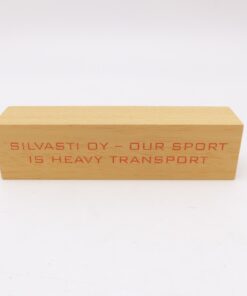 SILVASTI OY – OUR SPORT
IS HEAVY TRANSPORT